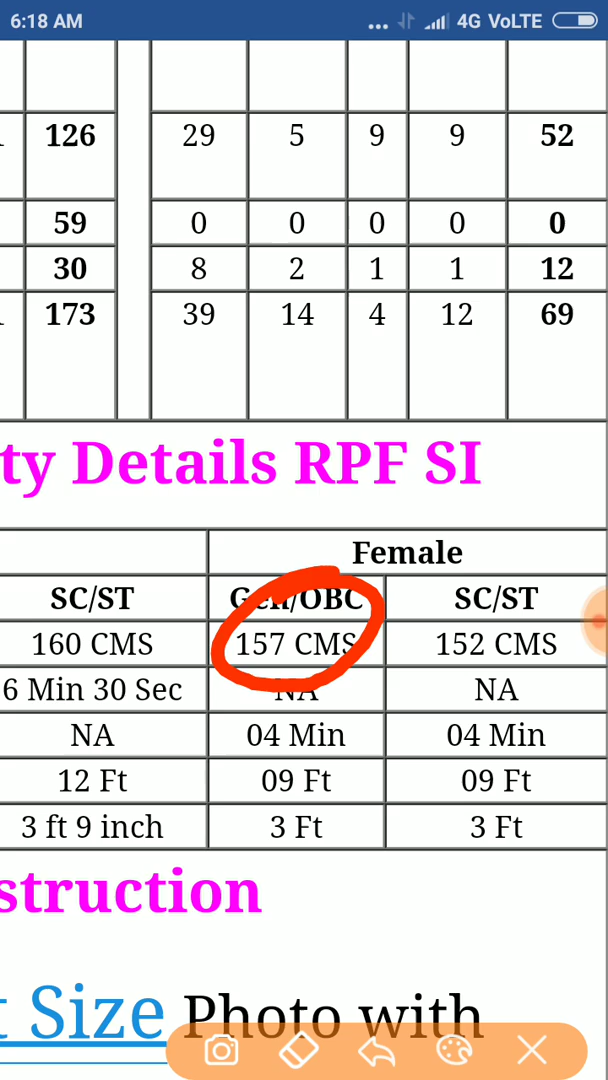 6:18 AM ... 4G VoLTE
126 29 5 9 9 52
59 0 0 0 0 0
30 8 2 1 1 12
173 39 14 4 12 69
ty Details RPF SI
Female
SC/ST Gen/OBC SC/ST
160 CMS 157 CMS 152 CMS
6 Min 30 Sec NA NA
NA 04 Min 04 Min
12 Ft 09 Ft 09 Ft
3 ft 9 inch 3 Ft 3 Ft
struction
t Size Photo with